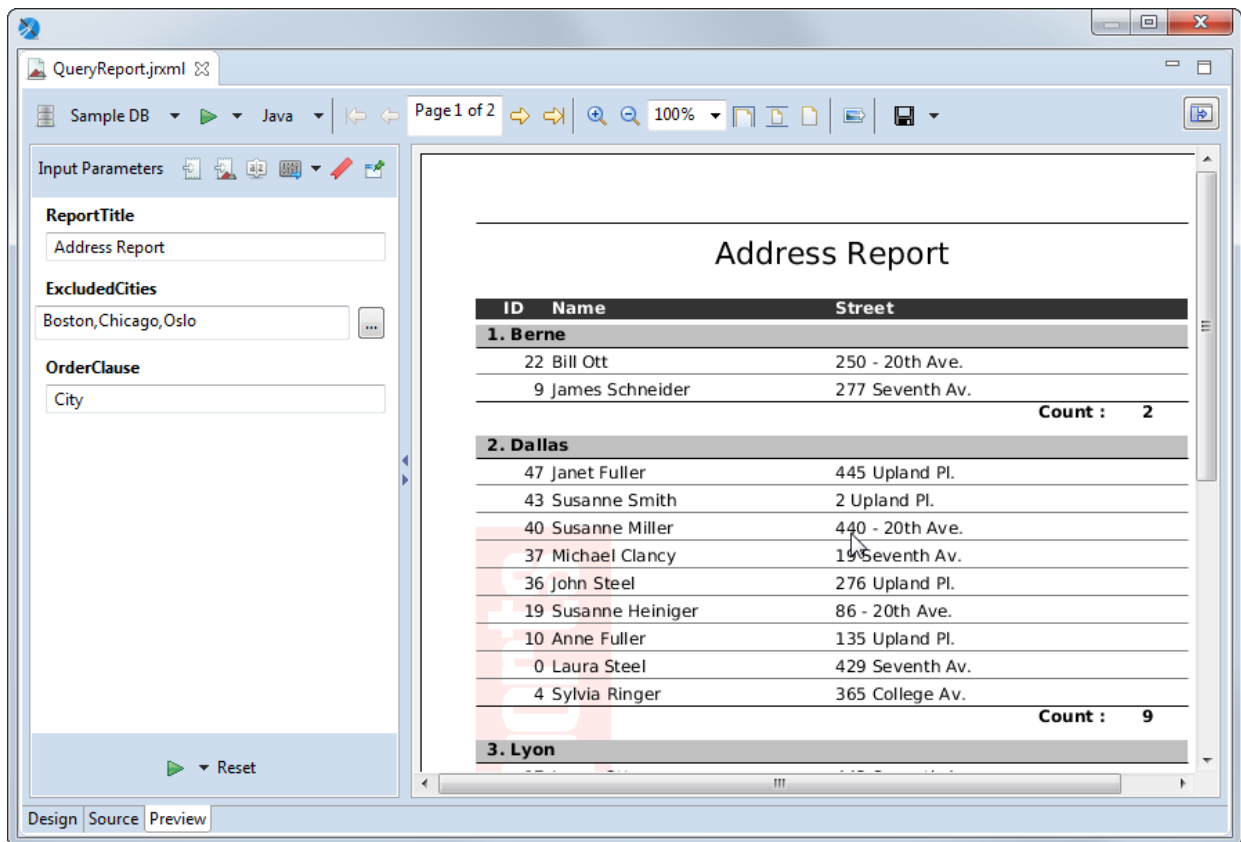 QueryReport.jrxml
Sample DB Java Page 1 of 2 100%
Input Parameters
ReportTitle
Address Report
ExcludedCities
Boston,Chicago,Oslo
...
OrderClause
City
Reset
Address Report
ID Name Street
1. Berne
22 Bill Ott 250 - 20th Ave.
9 James Schneider 277 Seventh Av.
Count : 2
2. Dallas
47 Janet Fuller 445 Upland Pl.
43 Susanne Smith 2 Upland Pl.
40 Susanne Miller 440 - 20th Ave.
37 Michael Clancy 19 Seventh Av.
36 John Steel 276 Upland Pl.
19 Susanne Heiniger 86 - 20th Ave.
10 Anne Fuller 135 Upland Pl.
0 Laura Steel 429 Seventh Av.
4 Sylvia Ringer 365 College Av.
Count : 9
3. Lyon
Design Source Preview